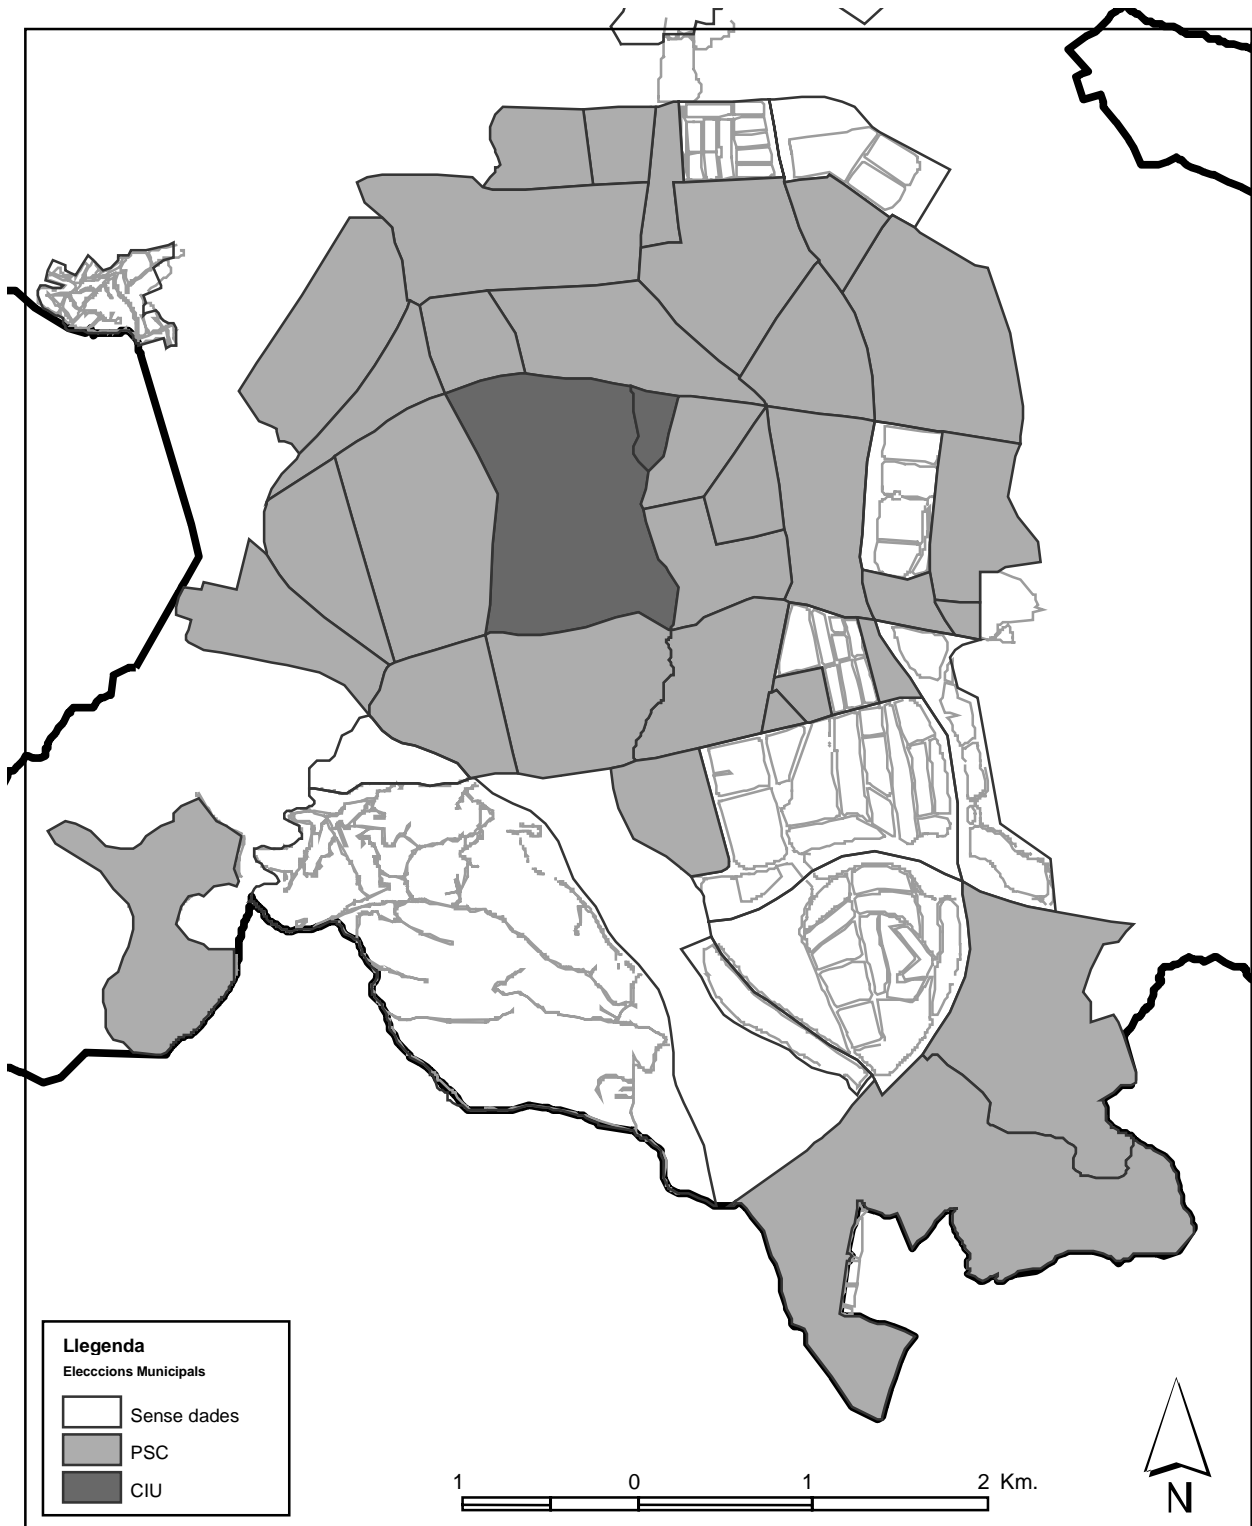 Llegenda
Elecccions Municipals
Sense dades
PSC
CIU
1 0 1 2 Km.
N